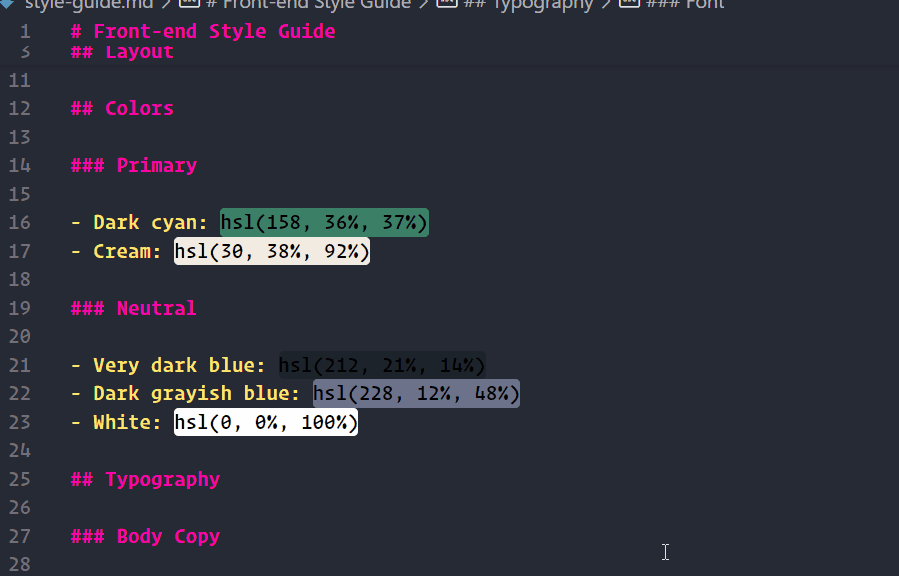 style-guide.md > # Front-end Style Guide > ## Typography > ### Font
1 # Front-end Style Guide
## Layout
11
12 ## Colors
13
14 ### Primary
15
16 - Dark cyan: hsl(158, 36%, 37%)
17 - Cream: hsl(30, 38%, 92%)
18
19 ### Neutral
20
21 - Very dark blue: hsl(212, 21%, 14%)
22 - Dark grayish blue: hsl(228, 12%, 48%)
23 - White: hsl(0, 0%, 100%)
24
25 ## Typography
26
27 ### Body Copy
28